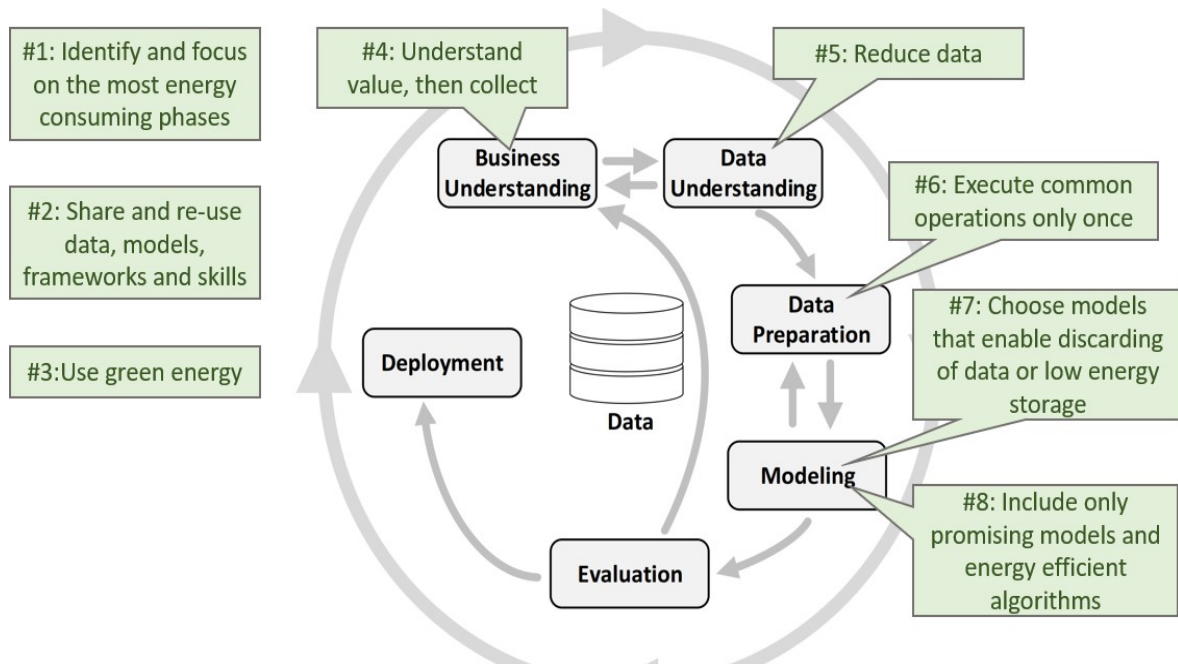 #1: Identify and focus
on the most energy
consuming phases
#2: Share and re-use
data, models,
frameworks and skills
#3:Use green energy
#4: Understand
value, then collect
#5: Reduce data
Business
Understanding
Data
Understanding
#6: Execute common
operations only once
Data
Preparation
#7: Choose models
that enable discarding
of data or low energy
storage
Deployment
Data
Modeling
#8: Include only
promising models and
energy efficient
algorithms
Evaluation